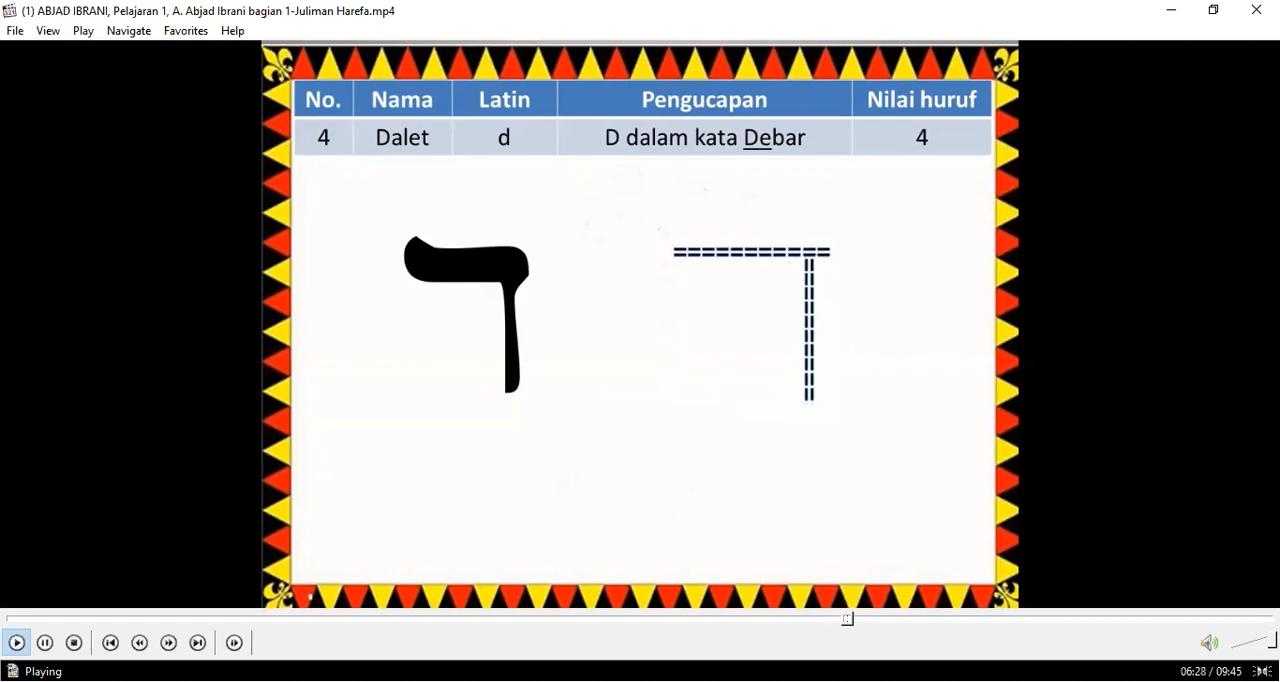 (1) ABJAD IBRANI, Pelajaran 1, A. Abjad Ibrani bagian 1-Juliman Harefa.mp4
File View Play Navigate Favorites Help
No. Nama Latin Pengucapan Nilai huruf
4 Dalet d D dalam kata Debar 4
ד ד
Playing 06:28 / 09:45